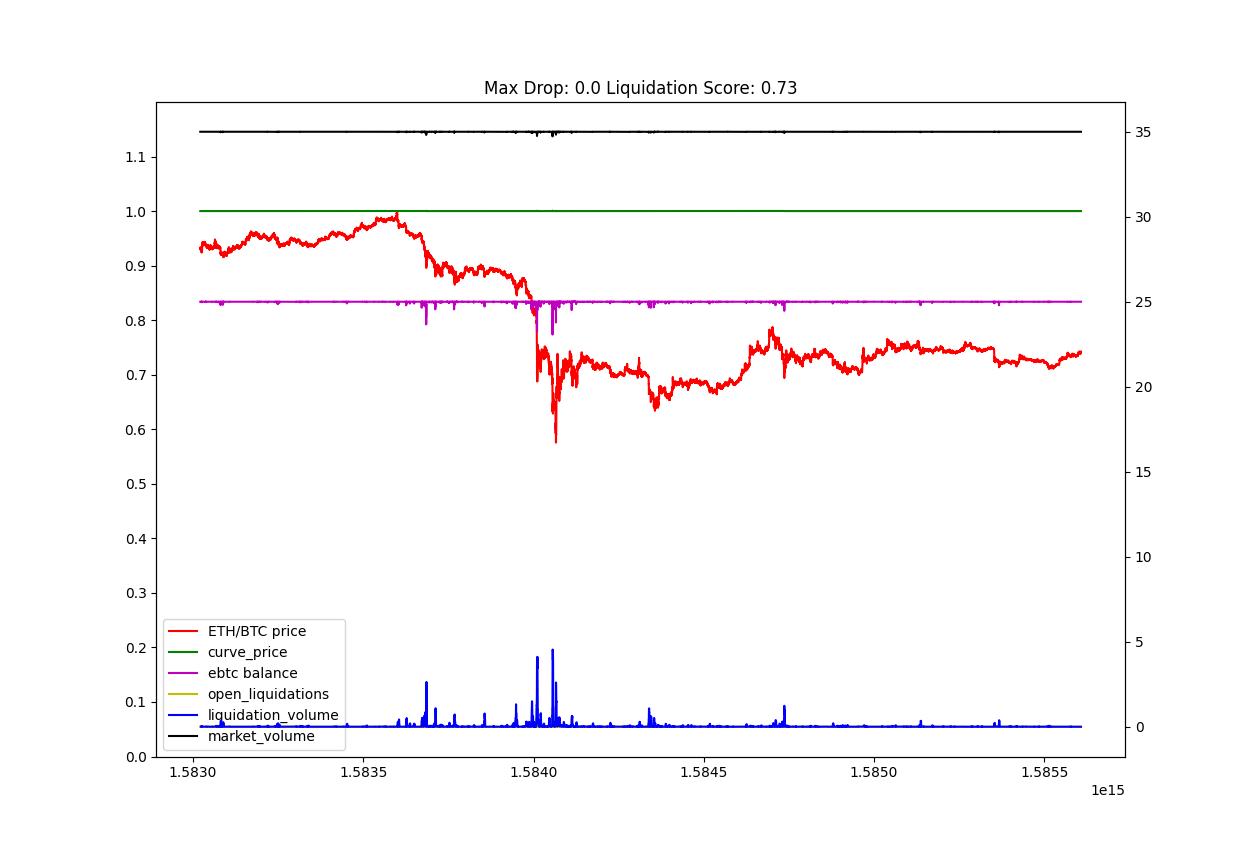 Max Drop: 0.0 Liquidation Score: 0.73
1.1
1.0
0.9
0.8
0.7
0.6
0.5
0.4
0.3
0.2
0.1
0.0
35
30
25
20
15
10
5
0
ETH/BTC price
curve_price
ebtc balance
open_liquidations
liquidation_volume
market_volume
1.5830 1.5835 1.5840 1.5845 1.5850 1.5855
1e15